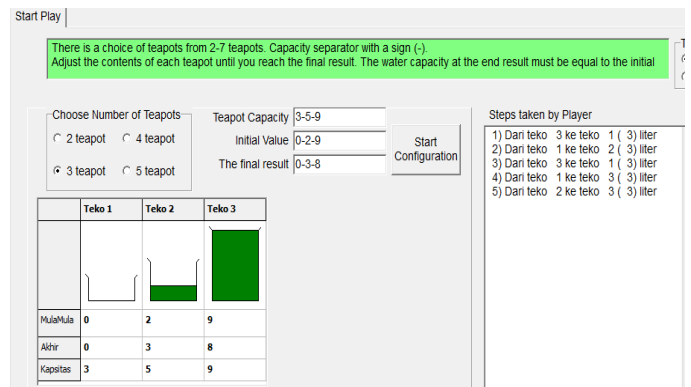 Start Play
There is a choice of teapots from 2-7 teapots. Capacity separator with a sign (-).
Adjust the contents of each teapot until you reach the final result. The water capacity at the end result must be equal to the initial
Choose Number of Teapots
2 teapot
4 teapot
3 teapot
5 teapot
Teapot Capacity 3-5-9
Initial Value 0-2-9
The final result 0-3-8
Start
Configuration
Steps taken by Player
1) Dari teko 3 ke teko 1 ( 3) liter
2) Dari teko 1 ke teko 2 ( 3) liter
3) Dari teko 3 ke teko 1 ( 3) liter
4) Dari teko 1 ke teko 3 ( 3) liter
5) Dari teko 2 ke teko 3 ( 3) liter
Teko 1 Teko 2 Teko 3
MulaMula 0 2 9
Akhir 0 3 8
Kapsitas 3 5 9